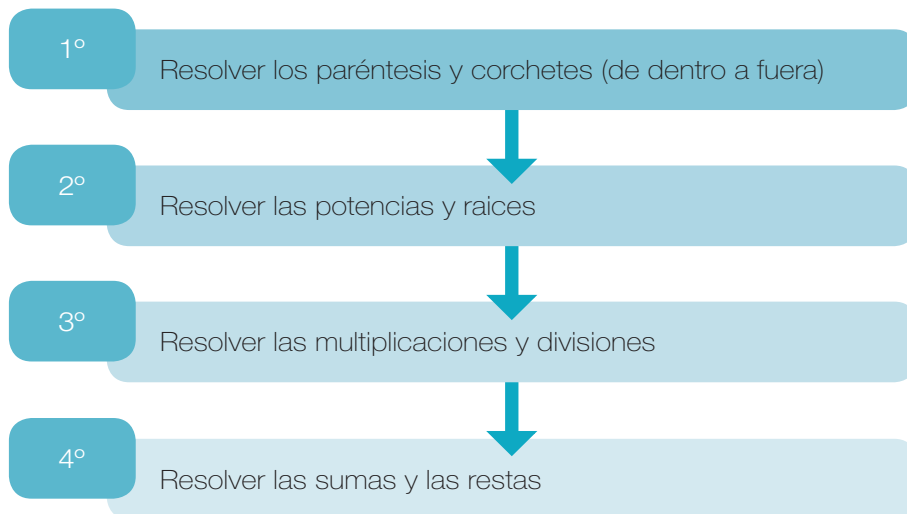 1º
Resolver los paréntesis y corchetes (de dentro a fuera)
2º
Resolver las potencias y raices
3º
Resolver las multiplicaciones y divisiones
4º
Resolver las sumas y las restas